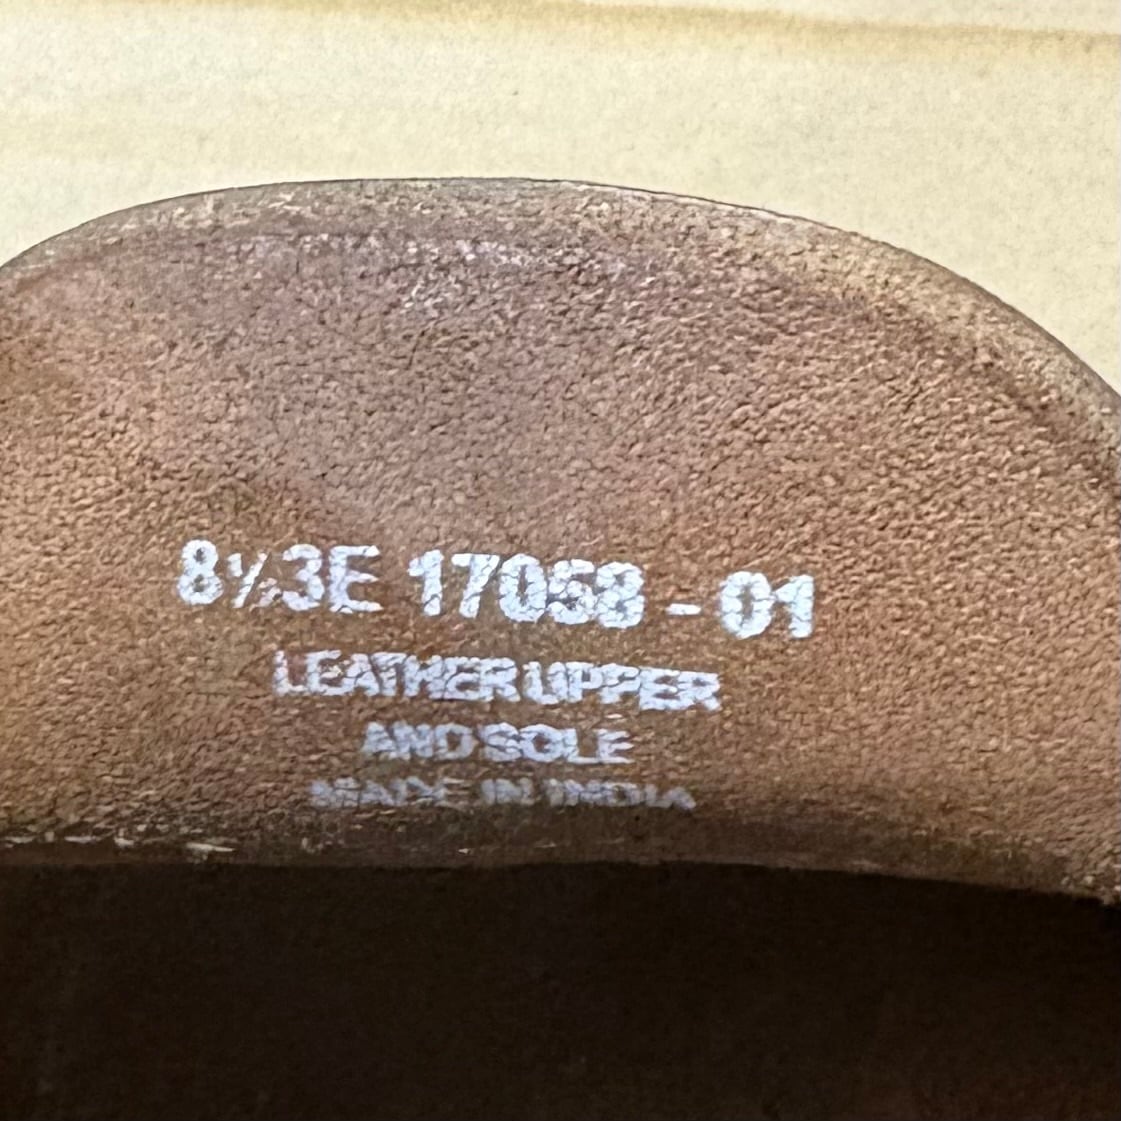 8½3E 17058-01
LEATHER UPPER
AND SOLE
MADE IN INDIA